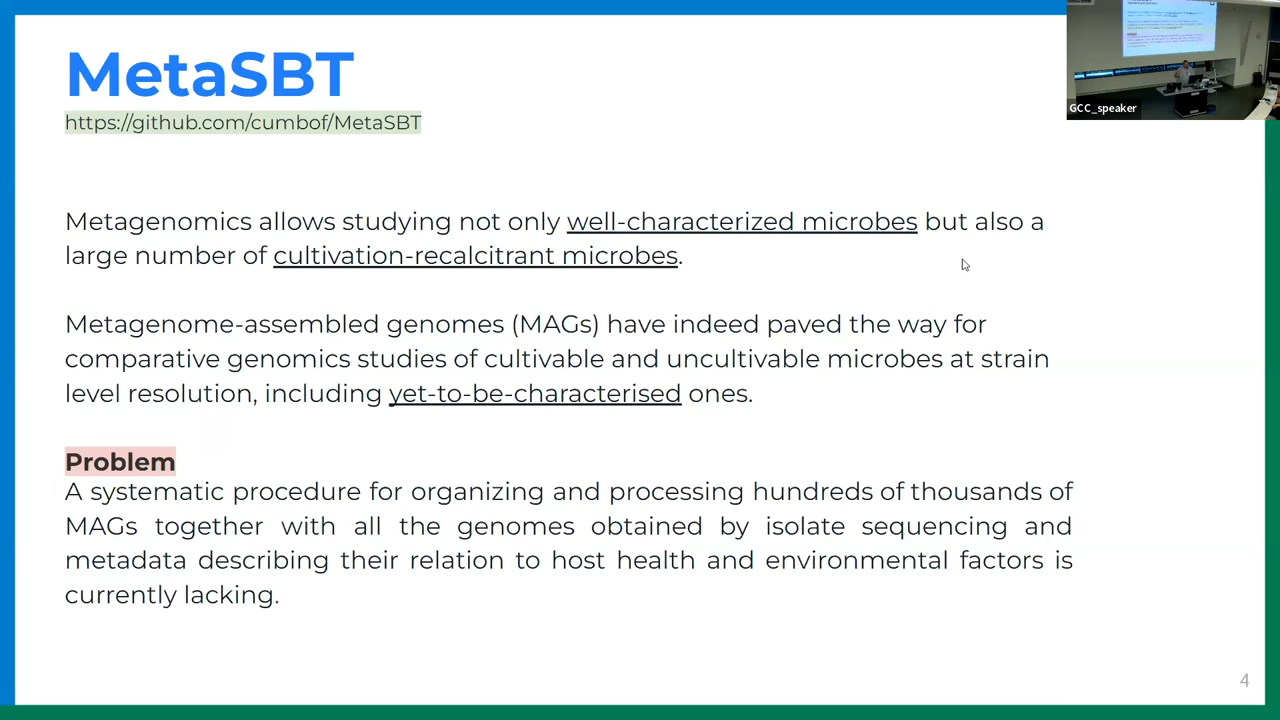 MetaSBT
https://github.com/cumbof/MetaSBT
GCC_speaker
Metagenomics allows studying not only well-characterized microbes but also a
large number of cultivation-recalcitrant microbes.
Metagenome-assembled genomes (MAGs) have indeed paved the way for
comparative genomics studies of cultivable and uncultivable microbes at strain
level resolution, including yet-to-be-characterised ones.
Problem
A systematic procedure for organizing and processing hundreds of thousands of
MAGs together with all the genomes obtained by isolate sequencing and
metadata describing their relation to host health and environmental factors is
currently lacking.
4